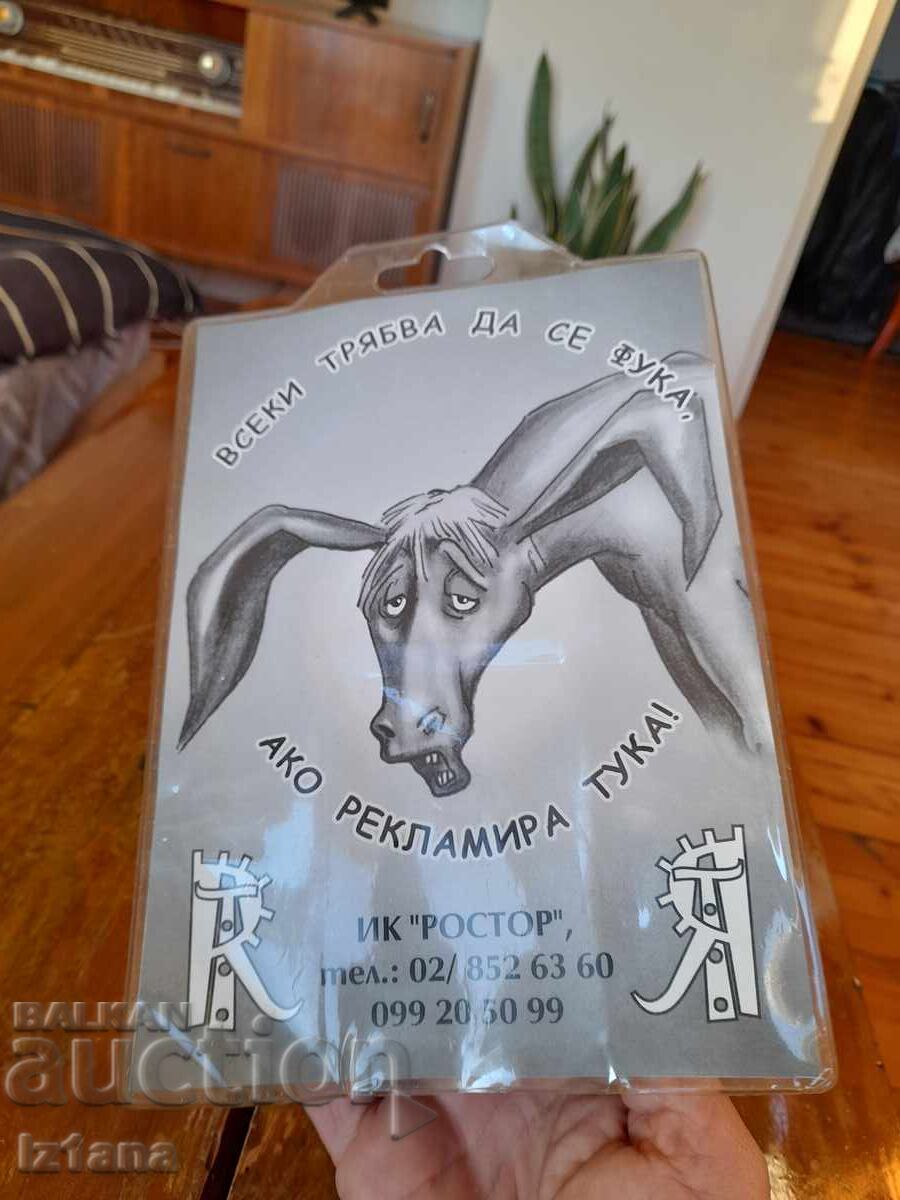 ВСЕКИ ТРЯБВА ДА СЕ ФУКА,
АКО РЕКЛАМИРА ТУКА!
ИК "РОСТОР",
тел.: 02/ 852 63 60
099 20 50 99
BALKAN
auction
Iz1ana